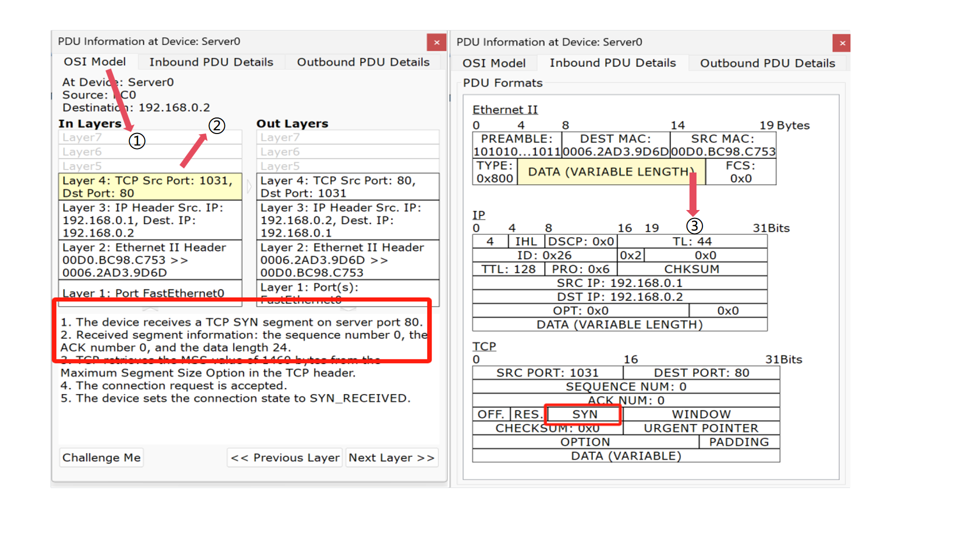 PDU Information at Device: Server0
×
OSI Model Inbound PDU Details Outbound PDU Details
At Device: Server0
Source: PC0
Destination: 192.168.0.2
In Layers
①
②
Layer7
Layer6
Layer5
Layer 4: TCP Src Port: 1031,
Dst Port: 80
Layer 3: IP Header Src. IP:
192.168.0.1, Dest. IP:
192.168.0.2
Layer 2: Ethernet II Header
00D0.BC98.C753 >>
0006.2AD3.9D6D
Layer 1: Port FastEthernet0
Out Layers
Layer7
Layer6
Layer5
Layer 4: TCP Src Port: 80,
Dst Port: 1031
Layer 3: IP Header Src. IP:
192.168.0.2, Dest. IP:
192.168.0.1
Layer 2: Ethernet II Header
0006.2AD3.9D6D >>
00D0.BC98.C753
Layer 1: Port(s):
FastEthernet0
1. The device receives a TCP SYN segment on server port 80.
2. Received segment information: the sequence number 0, the
ACK number 0, and the data length 24.
3. TCP retrieves the MSS value of 1460 bytes from the
Maximum Segment Size Option in the TCP header.
4. The connection request is accepted.
5. The device sets the connection state to SYN_RECEIVED.
Challenge Me << Previous Layer Next Layer >>
PDU Information at Device: Server0
×
OSI Model Inbound PDU Details Outbound PDU Details
PDU Formats
Ethernet II
0 4 8 14 19 Bytes
PREAMBLE: DEST MAC: SRC MAC:
101010...1011 0006.2AD3.9D6D 00D0.BC98.C753
TYPE: DATA (VARIABLE LENGTH) FCS:
0x800 0x0
③
IP
0 4 8 16 19 31Bits
4 IHL DSCP: 0x0 TL: 44
ID: 0x26 0x2 0x0
TTL: 128 PRO: 0x6 CHKSUM
SRC IP: 192.168.0.1
DST IP: 192.168.0.2
OPT: 0x0 0x0
DATA (VARIABLE LENGTH)
TCP
0 16 31Bits
SRC PORT: 1031 DEST PORT: 80
SEQUENCE NUM: 0
ACK NUM: 0
OFF. RES. SYN WINDOW
CHECKSUM: 0x0 URGENT POINTER
OPTION PADDING
DATA (VARIABLE)